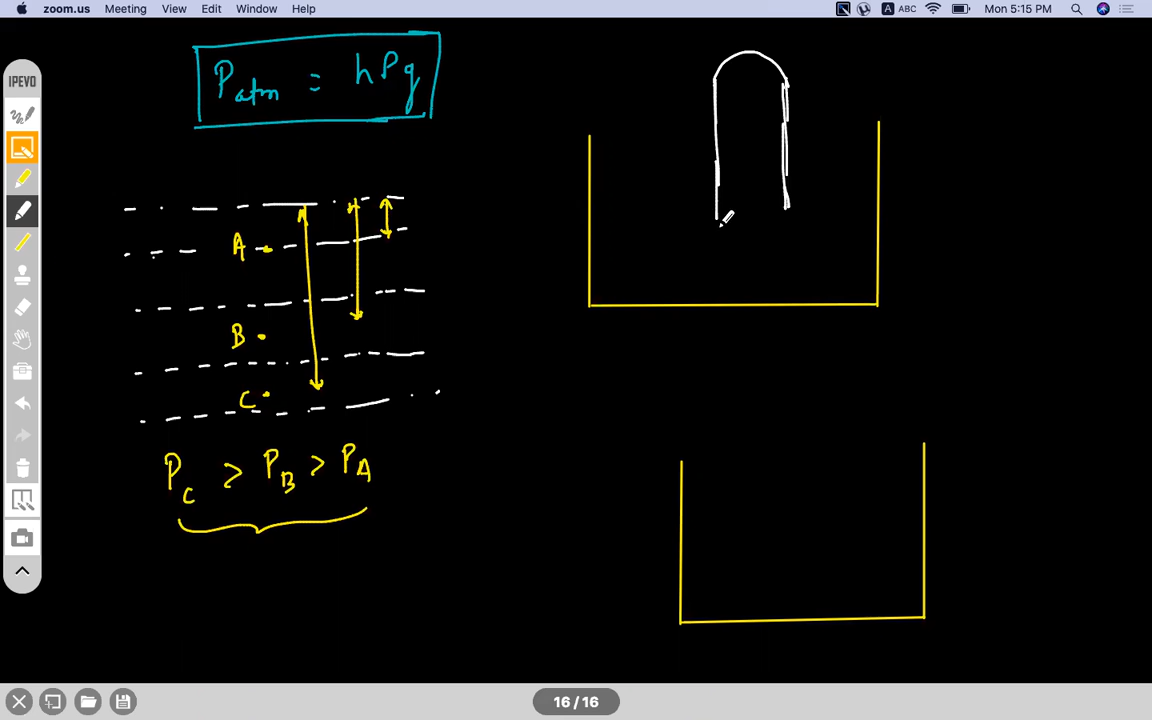 zoom.us Meeting View Edit Window Help
A ABC Mon 5:15 PM
IPEVO
Patm = hρg
A
B
C
PC > PB > PA
16 / 16